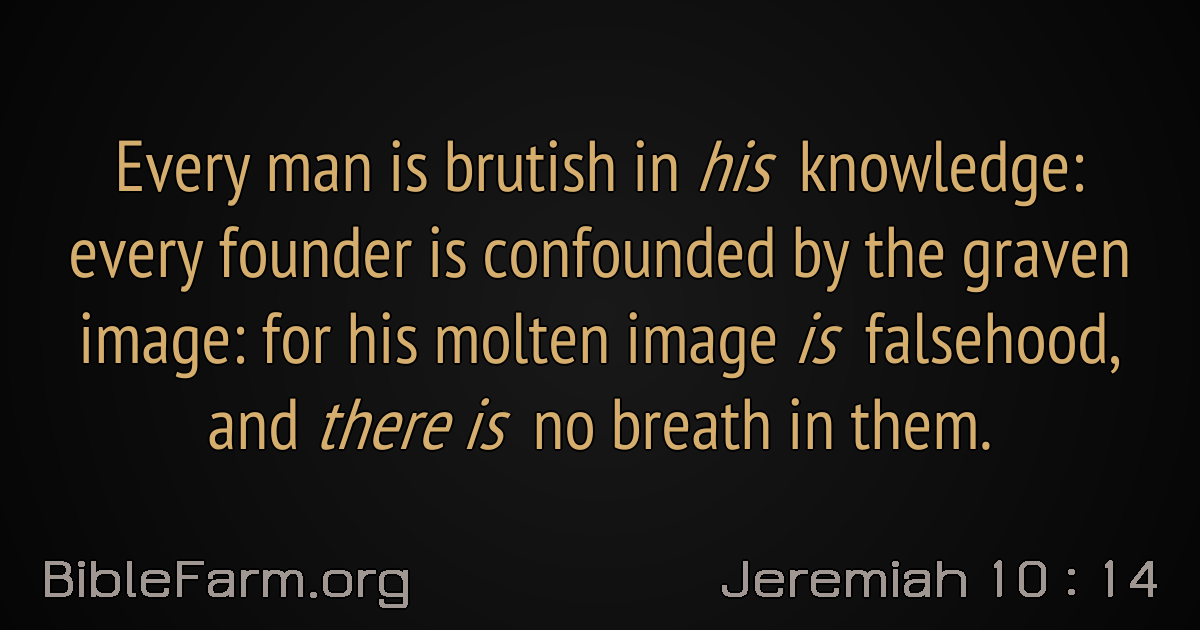 Every man is brutish in his knowledge:
every founder is confounded by the graven
image: for his molten image is falsehood,
and there is no breath in them.
BibleFarm.org
Jeremiah 10 : 14